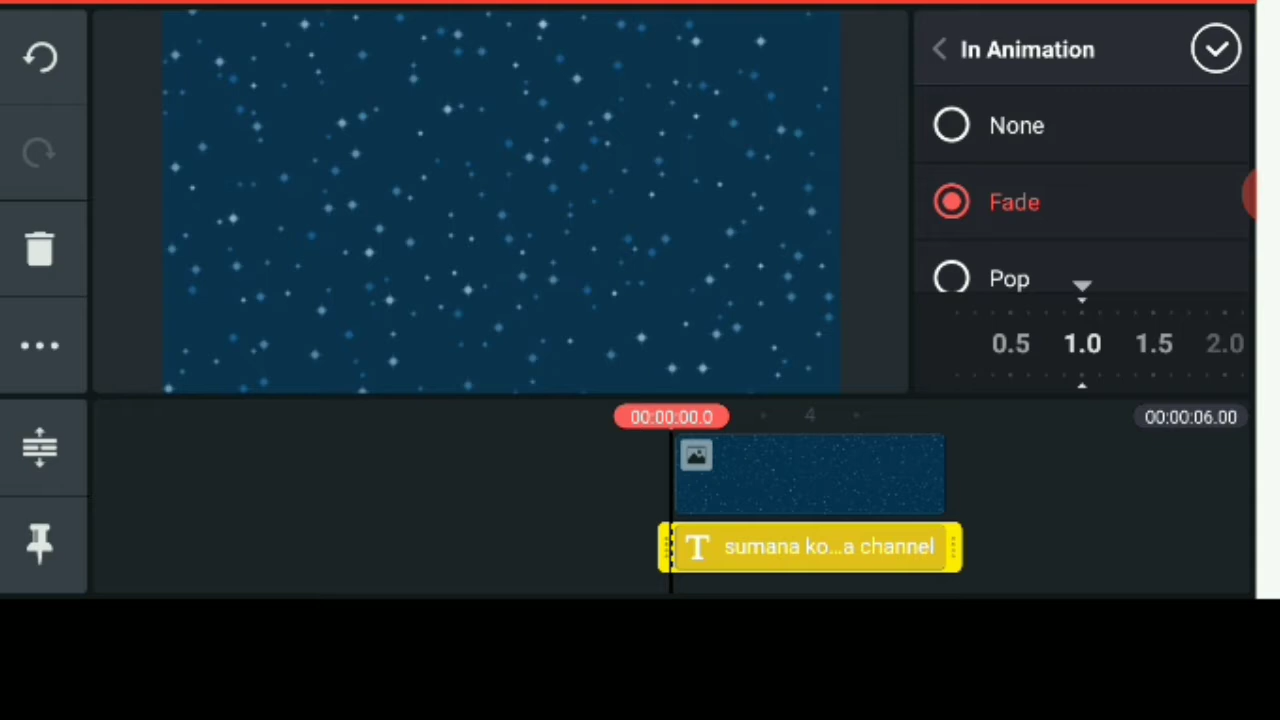 In Animation
None
Fade
Pop
0.5 1.0 1.5 2.0
00:00:00.0 4 00:00:06.00
T sumana ko...a channel